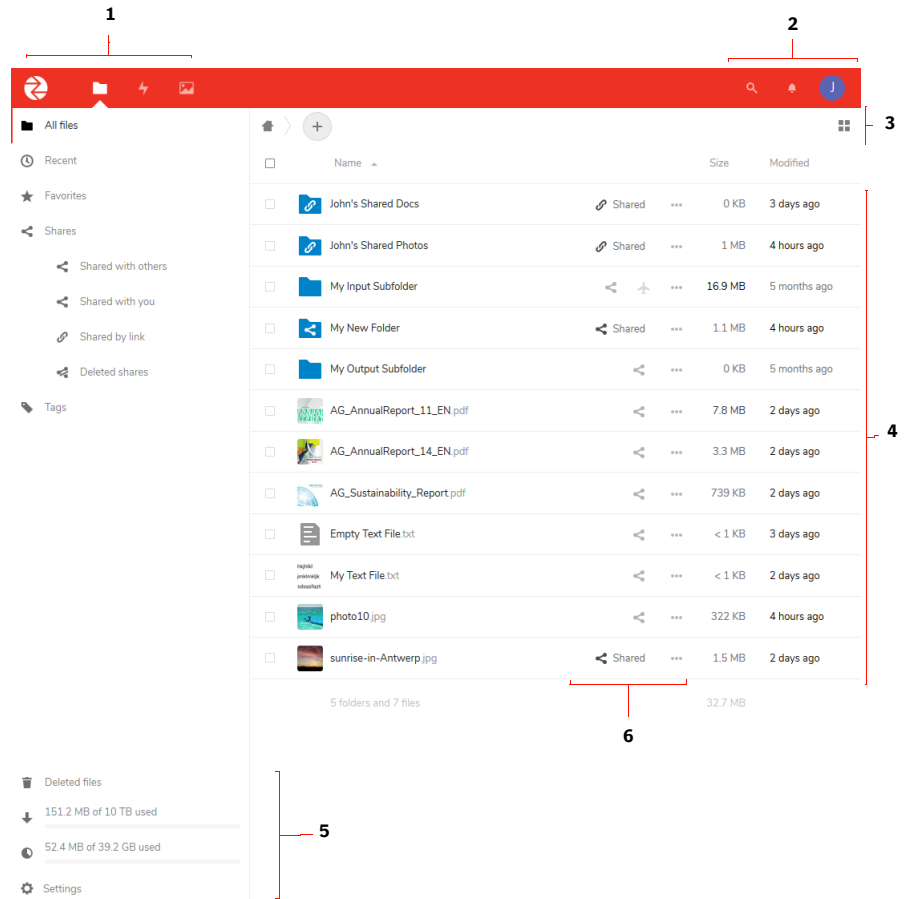 1
2
J
All files
3
Recent
Name
Size
Modified
Favorites
John's Shared Docs Shared ... 0 KB 3 days ago
Shares
John's Shared Photos Shared ... 1 MB 4 hours ago
Shared with others
My Input Subfolder ... 16.9 MB 5 months ago
Shared with you
My New Folder Shared ... 1.1 MB 4 hours ago
Shared by link
My Output Subfolder ... 0 KB 5 months ago
Deleted shares
Tags
AG_AnnualReport_11_EN.pdf ... 7.8 MB 2 days ago
4
AG_AnnualReport_14_EN.pdf ... 3.3 MB 2 days ago
AG_Sustainability_Report.pdf ... 739 KB 2 days ago
Empty Text File.txt ... < 1 KB 3 days ago
My Text File.txt ... < 1 KB 2 days ago
photo10.jpg ... 322 KB 4 hours ago
sunrise-in-Antwerp.jpg Shared ... 1.5 MB 2 days ago
5 folders and 7 files 32.7 MB
6
Deleted files
151.2 MB of 10 TB used
5
52.4 MB of 39.2 GB used
Settings